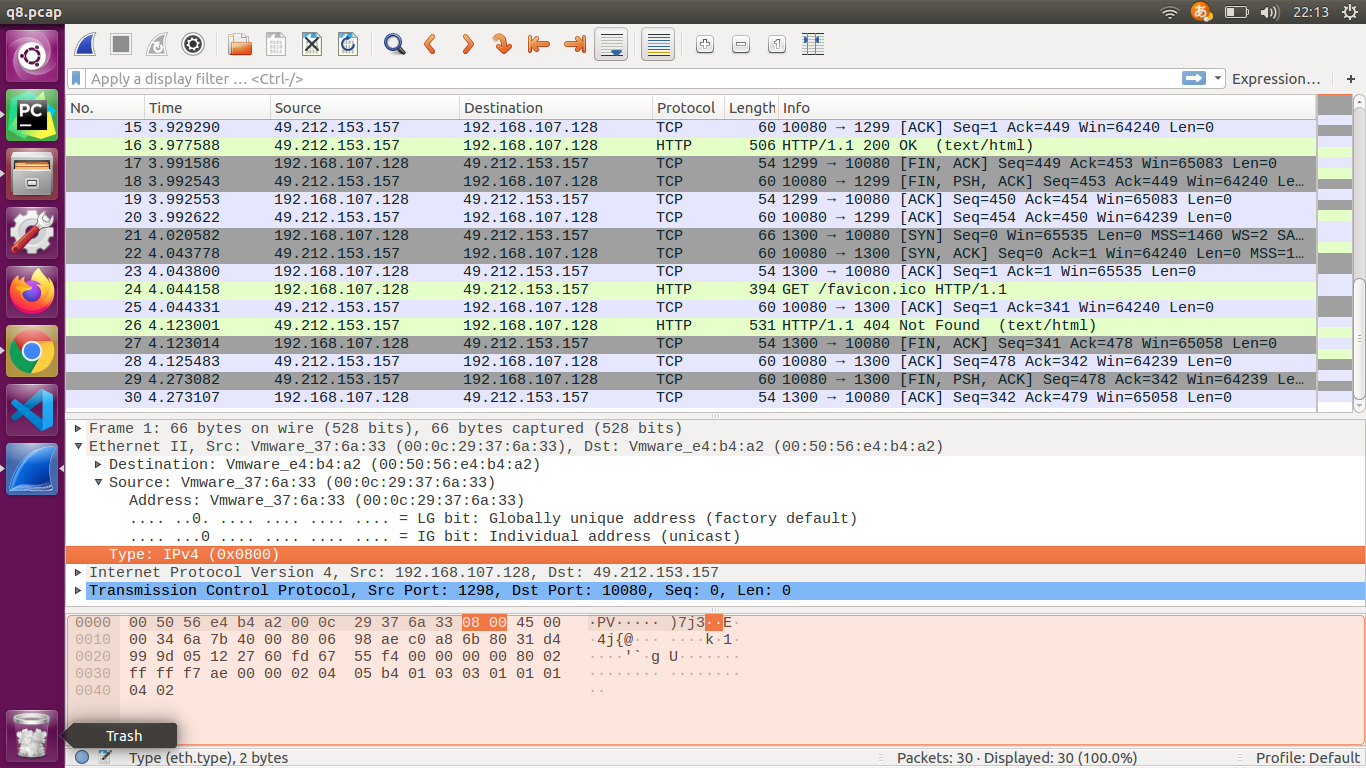 q8.pcap
あ
22:13
PC
Apply a display filter … <Ctrl-/>
Expression…
+
No. Time Source Destination Protocol Length Info
15 3.929290 49.212.153.157 192.168.107.128 TCP 60 10080 → 1299 [ACK] Seq=1 Ack=449 Win=64240 Len=0
16 3.977588 49.212.153.157 192.168.107.128 HTTP 506 HTTP/1.1 200 OK (text/html)
17 3.991586 192.168.107.128 49.212.153.157 TCP 54 1299 → 10080 [FIN, ACK] Seq=449 Ack=453 Win=65083 Len=0
18 3.992543 49.212.153.157 192.168.107.128 TCP 60 10080 → 1299 [FIN, PSH, ACK] Seq=453 Ack=449 Win=64240 Le…
19 3.992553 192.168.107.128 49.212.153.157 TCP 54 1299 → 10080 [ACK] Seq=450 Ack=454 Win=65083 Len=0
20 3.992622 49.212.153.157 192.168.107.128 TCP 60 10080 → 1299 [ACK] Seq=454 Ack=450 Win=64239 Len=0
21 4.020582 192.168.107.128 49.212.153.157 TCP 66 1300 → 10080 [SYN] Seq=0 Win=65535 Len=0 MSS=1460 WS=2 SA…
22 4.043778 49.212.153.157 192.168.107.128 TCP 60 10080 → 1300 [SYN, ACK] Seq=0 Ack=1 Win=64240 Len=0 MSS=1…
23 4.043800 192.168.107.128 49.212.153.157 TCP 54 1300 → 10080 [ACK] Seq=1 Ack=1 Win=65535 Len=0
24 4.044158 192.168.107.128 49.212.153.157 HTTP 394 GET /favicon.ico HTTP/1.1
25 4.044331 49.212.153.157 192.168.107.128 TCP 60 10080 → 1300 [ACK] Seq=1 Ack=341 Win=64240 Len=0
26 4.123001 49.212.153.157 192.168.107.128 HTTP 531 HTTP/1.1 404 Not Found (text/html)
27 4.123014 192.168.107.128 49.212.153.157 TCP 54 1300 → 10080 [FIN, ACK] Seq=341 Ack=478 Win=65058 Len=0
28 4.125483 49.212.153.157 192.168.107.128 TCP 60 10080 → 1300 [ACK] Seq=478 Ack=342 Win=64239 Len=0
29 4.273082 49.212.153.157 192.168.107.128 TCP 60 10080 → 1300 [FIN, PSH, ACK] Seq=478 Ack=342 Win=64239 Le…
30 4.273107 192.168.107.128 49.212.153.157 TCP 54 1300 → 10080 [ACK] Seq=342 Ack=479 Win=65058 Len=0
Frame 1: 66 bytes on wire (528 bits), 66 bytes captured (528 bits)
Ethernet II, Src: Vmware_37:6a:33 (00:0c:29:37:6a:33), Dst: Vmware_e4:b4:a2 (00:50:56:e4:b4:a2)
Destination: Vmware_e4:b4:a2 (00:50:56:e4:b4:a2)
Source: Vmware_37:6a:33 (00:0c:29:37:6a:33)
Address: Vmware_37:6a:33 (00:0c:29:37:6a:33)
.... ..0. .... .... .... .... = LG bit: Globally unique address (factory default)
.... ...0 .... .... .... .... = IG bit: Individual address (unicast)
Type: IPv4 (0x0800)
Internet Protocol Version 4, Src: 192.168.107.128, Dst: 49.212.153.157
Transmission Control Protocol, Src Port: 1298, Dst Port: 10080, Seq: 0, Len: 0
0000 00 50 56 e4 b4 a2 00 0c 29 37 6a 33 08 00 45 00 ·PV····· )7j3··E·
0010 00 34 6a 7b 40 00 80 06 98 ae c0 a8 6b 80 31 d4 ·4j{@··· ····k·1·
0020 99 9d 05 12 27 60 fd 67 55 f4 00 00 00 00 80 02 ····'`·g U·······
0030 ff ff f7 ae 00 00 02 04 05 b4 01 03 03 01 01 01 ········ ········
0040 04 02 ··
Trash
Type (eth.type), 2 bytes
Packets: 30 · Displayed: 30 (100.0%)
Profile: Default